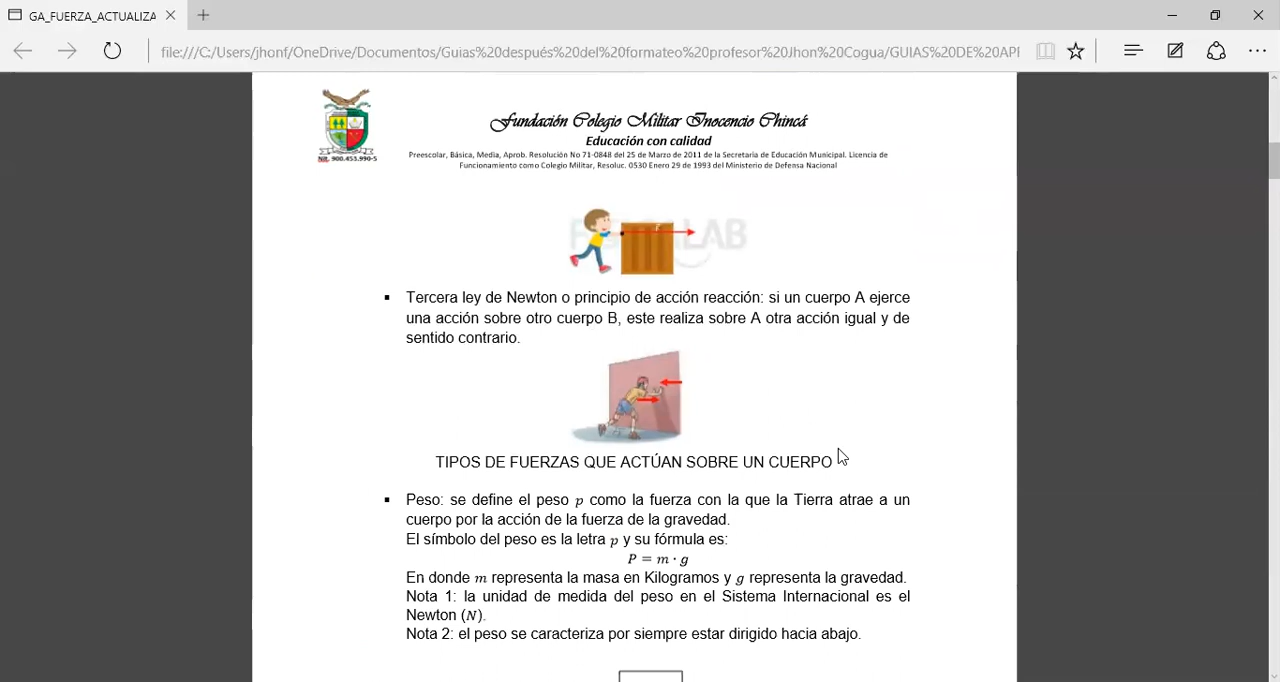 GA_FUERZA_ACTUALIZA
file:///C:/Users/jhonf/OneDrive/Documentos/Guias%20después%20del%20formateo%20profesor%20Jhon%20Cogua/GUIAS%20DE%20API
Fundación Colegio Militar Inocencio Chincá
Educación con calidad
Preescolar, Básica, Media, Aprob. Resolución No 71-0848 del 25 de Marzo de 2011 de la Secretaria de Educación Municipal. Licencia de
Funcionamiento como Colegio Militar, Resoluc. 0530 Enero 29 de 1993 del Ministerio de Defensa Nacional
Nit. 900.453.990-5
F
LAB
▪ Tercera ley de Newton o principio de acción reacción: si un cuerpo A ejerce
una acción sobre otro cuerpo B, este realiza sobre A otra acción igual y de
sentido contrario.
TIPOS DE FUERZAS QUE ACTÚAN SOBRE UN CUERPO
▪ Peso: se define el peso p como la fuerza con la que la Tierra atrae a un
cuerpo por la acción de la fuerza de la gravedad.
El símbolo del peso es la letra p y su fórmula es:
P = m · g
En donde m representa la masa en Kilogramos y g representa la gravedad.
Nota 1: la unidad de medida del peso en el Sistema Internacional es el
Newton (N).
Nota 2: el peso se caracteriza por siempre estar dirigido hacia abajo.